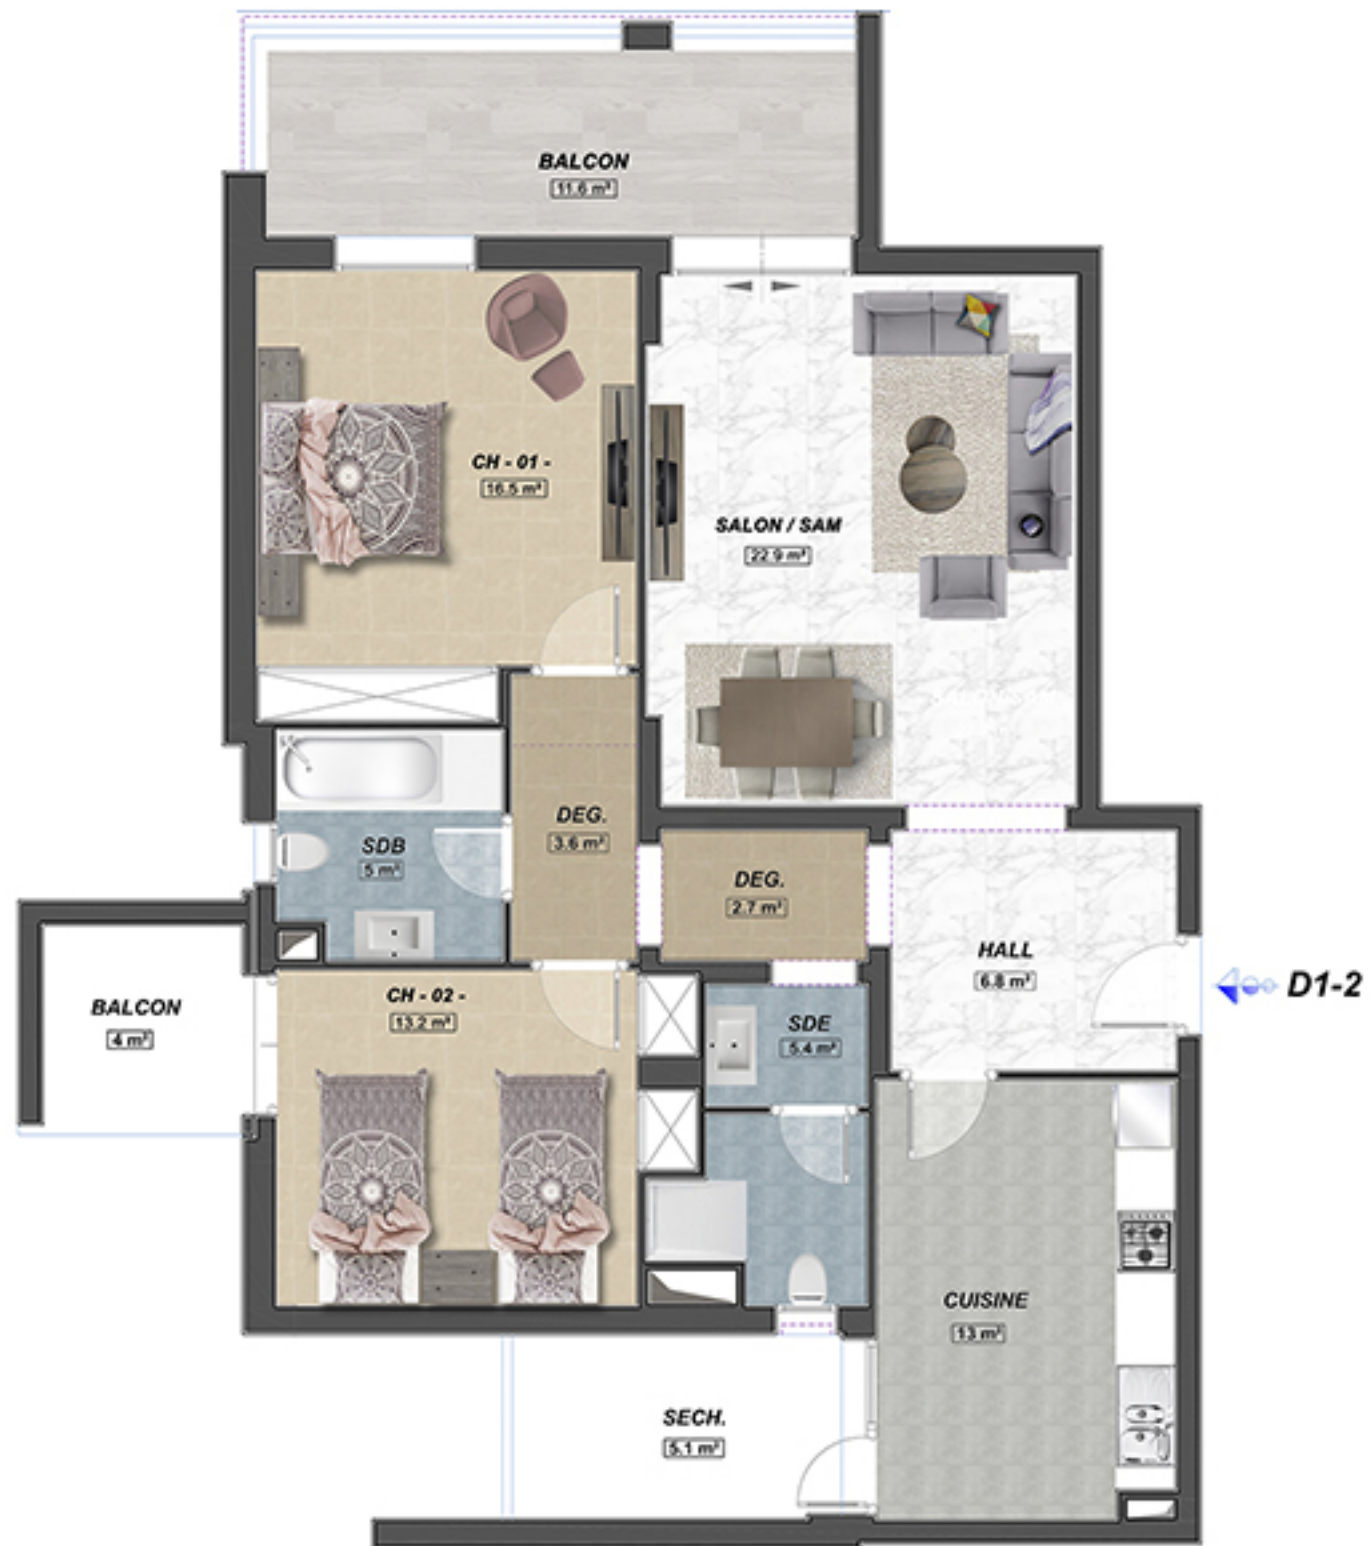 BALCON
11.6 m²
CH - 01 -
16.5 m²
SALON / SAM
22.9 m²
DEG.
3.6 m²
SDB
5 m²
DEG.
2.7 m²
HALL
6.8 m²
D1-2
BALCON
4 m²
CH - 02 -
13.2 m²
SDE
5.4 m²
CUISINE
13 m²
SECH.
5.1 m²